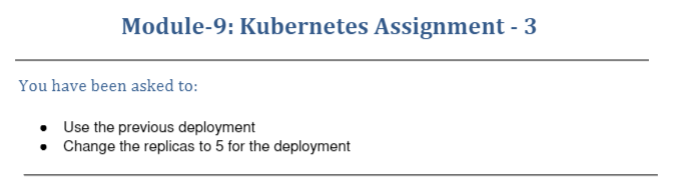 Module-9: Kubernetes Assignment - 3
You have been asked to:
● Use the previous deployment
● Change the replicas to 5 for the deployment